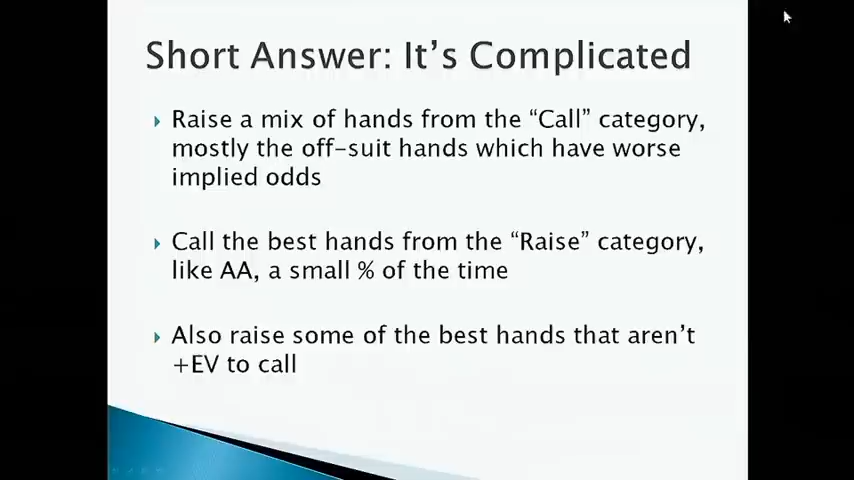 Short Answer: It's Complicated
Raise a mix of hands from the “Call” category,
mostly the off-suit hands which have worse
implied odds
Call the best hands from the “Raise” category,
like AA, a small % of the time
Also raise some of the best hands that aren't
+EV to call